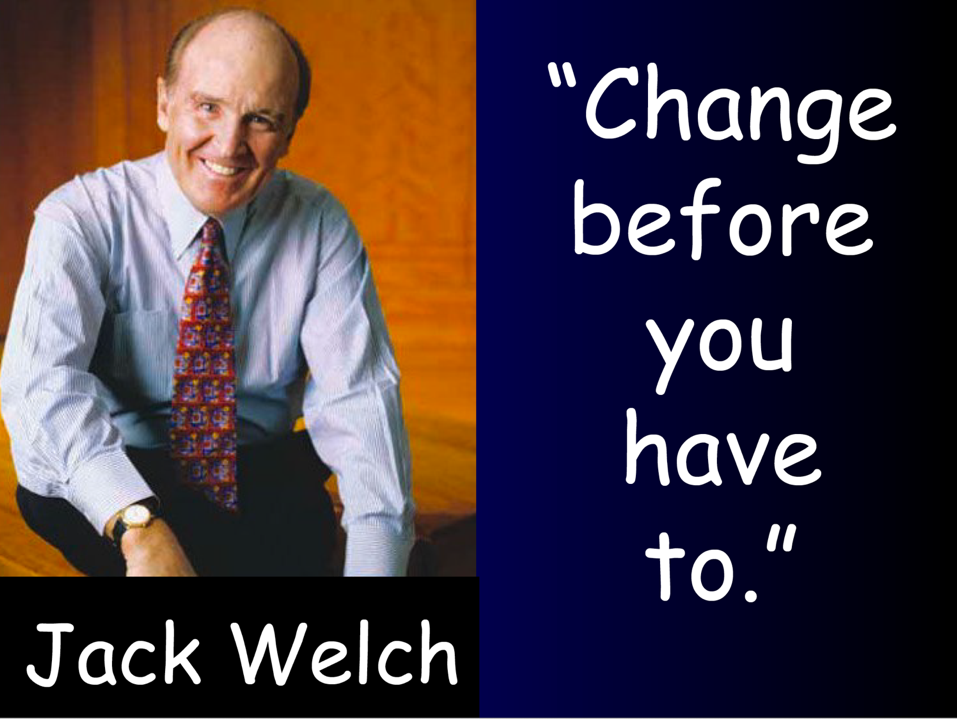 “Change
before
you
have
to.”
Jack Welch